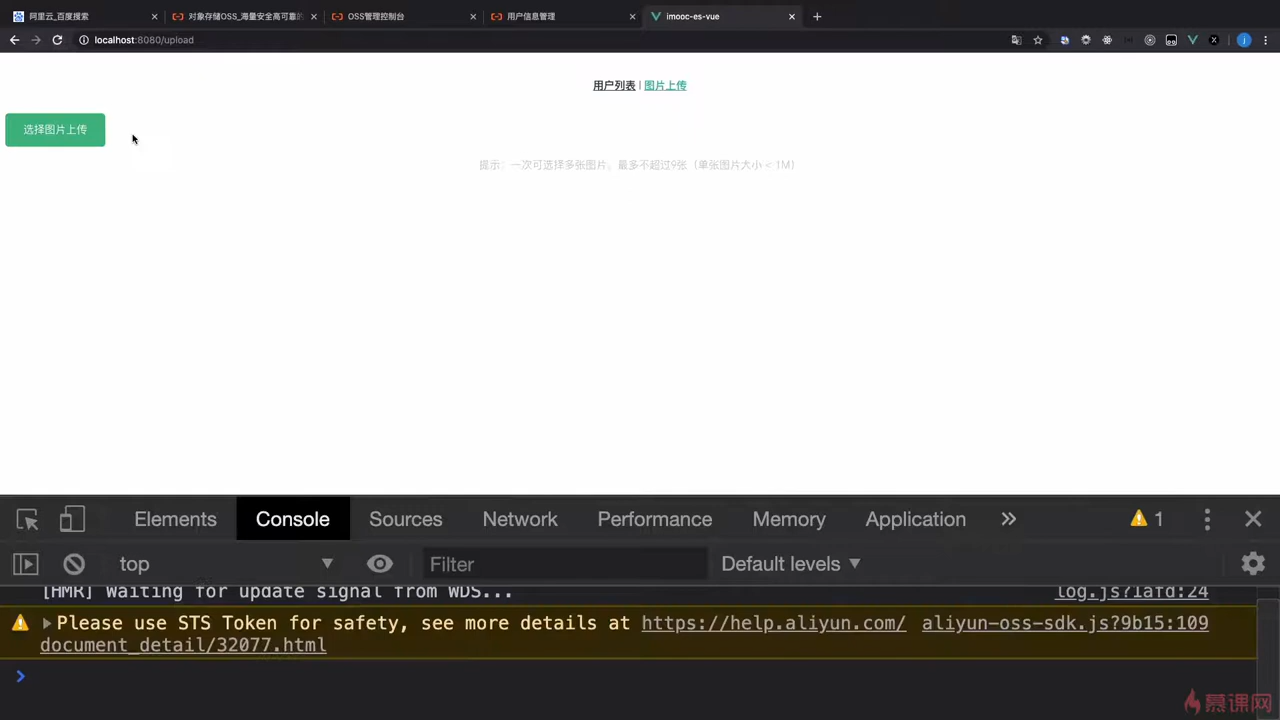 阿里云_百度搜索
对象存储OSS_海量安全高可靠的
OSS管理控制台
用户信息管理
imooc-es-vue
localhost:8080/upload
用户列表 | 图片上传
选择图片上传
提示：一次可选择多张图片，最多不超过9张（单张图片大小 < 1M）
Elements
Console
Sources
Network
Performance
Memory
Application
1
top
Filter
Default levels
[HMR] Waiting for update signal from WDS...
log.js?1afd:24
Please use STS Token for safety, see more details at https://help.aliyun.com/
aliyun-oss-sdk.js?9b15:109
document_detail/32077.html
慕课网